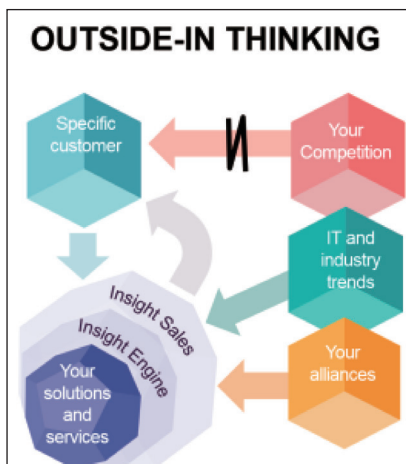 OUTSIDE-IN THINKING
Specific
customer
Your
Competition
IT and
industry
trends
Insight Sales
Insight Engine
Your
solutions
and
services
Your
alliances